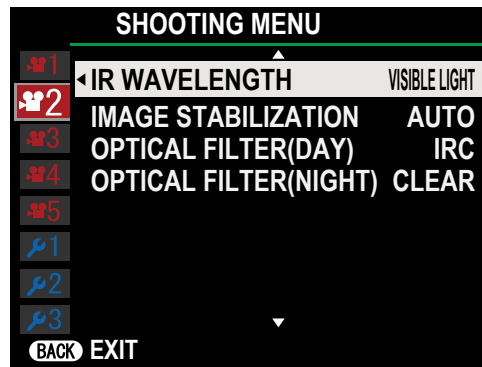 SHOOTING MENU
1
IR WAVELENGTH VISIBLE LIGHT
2
IMAGE STABILIZATION AUTO
3
OPTICAL FILTER(DAY) IRC
4
OPTICAL FILTER(NIGHT) CLEAR
5
1
2
3
BACK EXIT